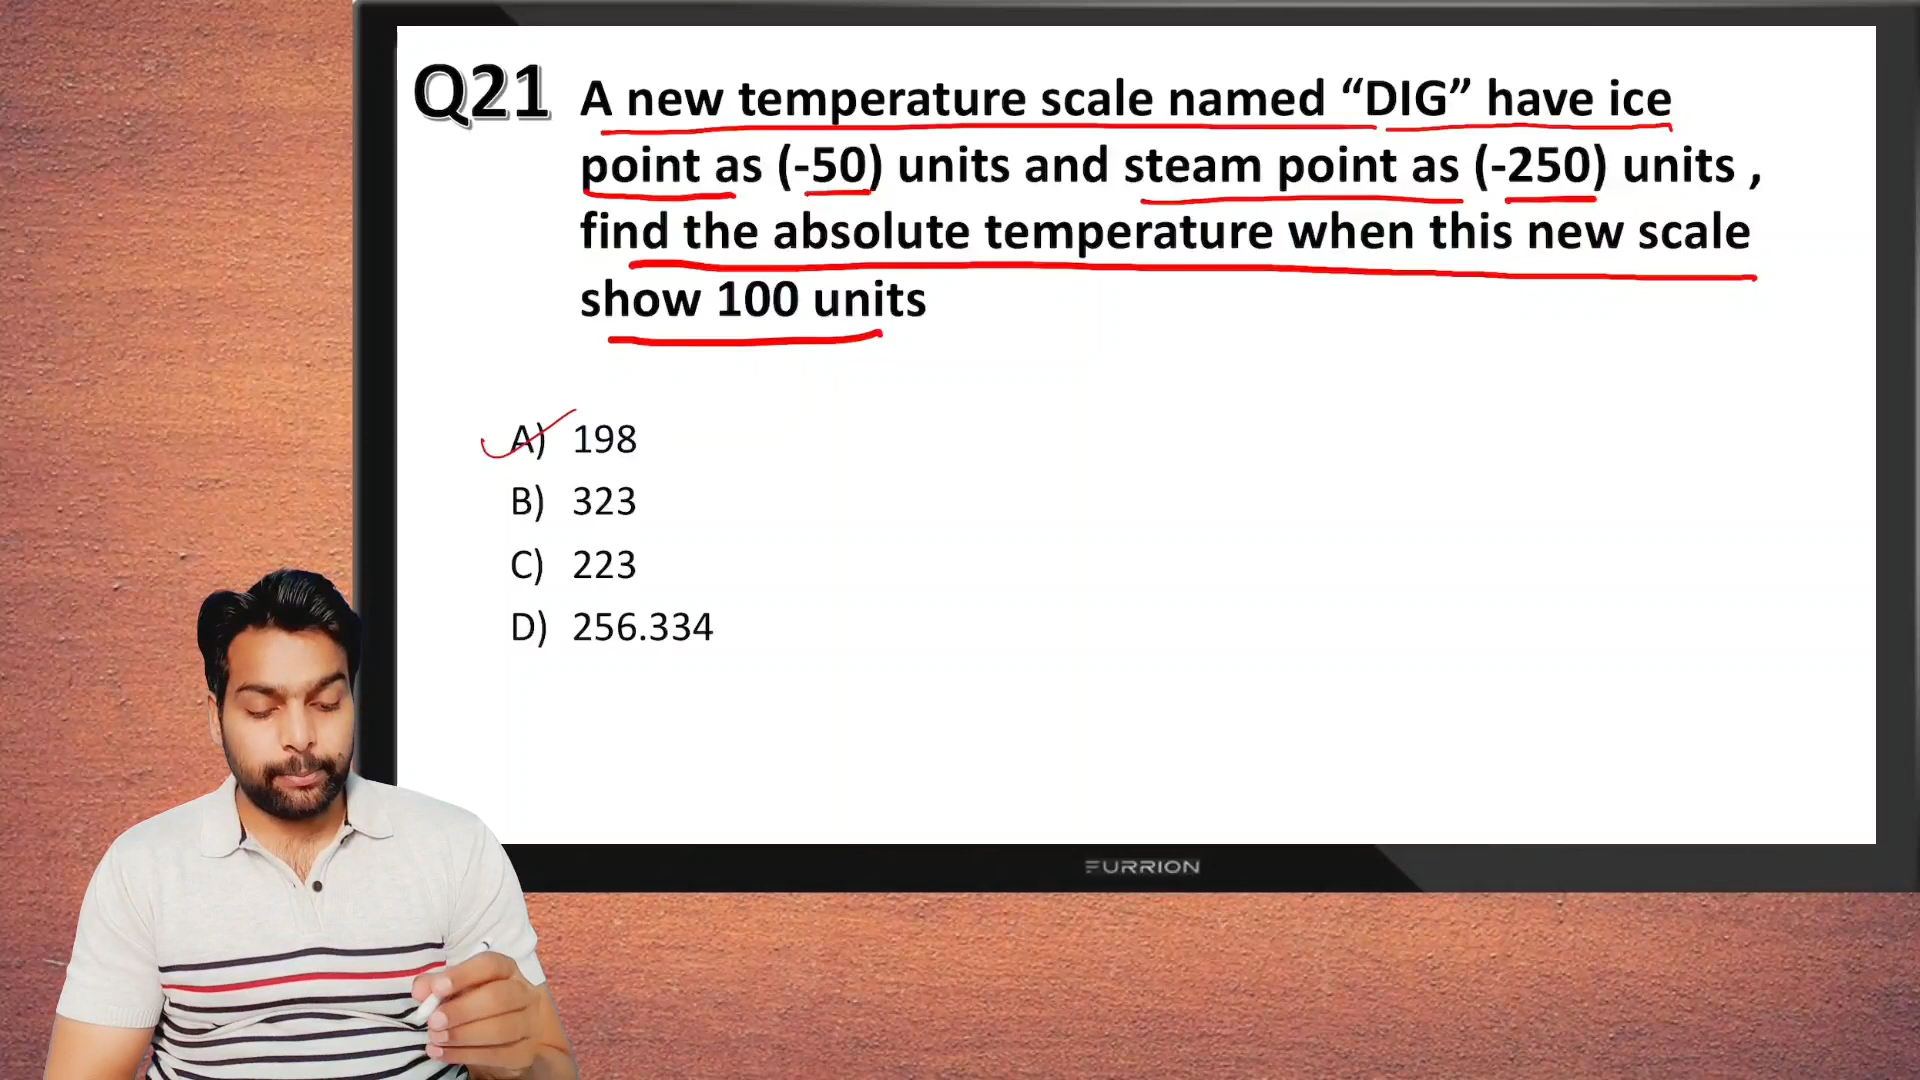 Q21 A new temperature scale named “DIG” have ice
point as (-50) units and steam point as (-250) units ,
find the absolute temperature when this new scale
show 100 units
A) 198
B) 323
C) 223
D) 256.334
FURRION